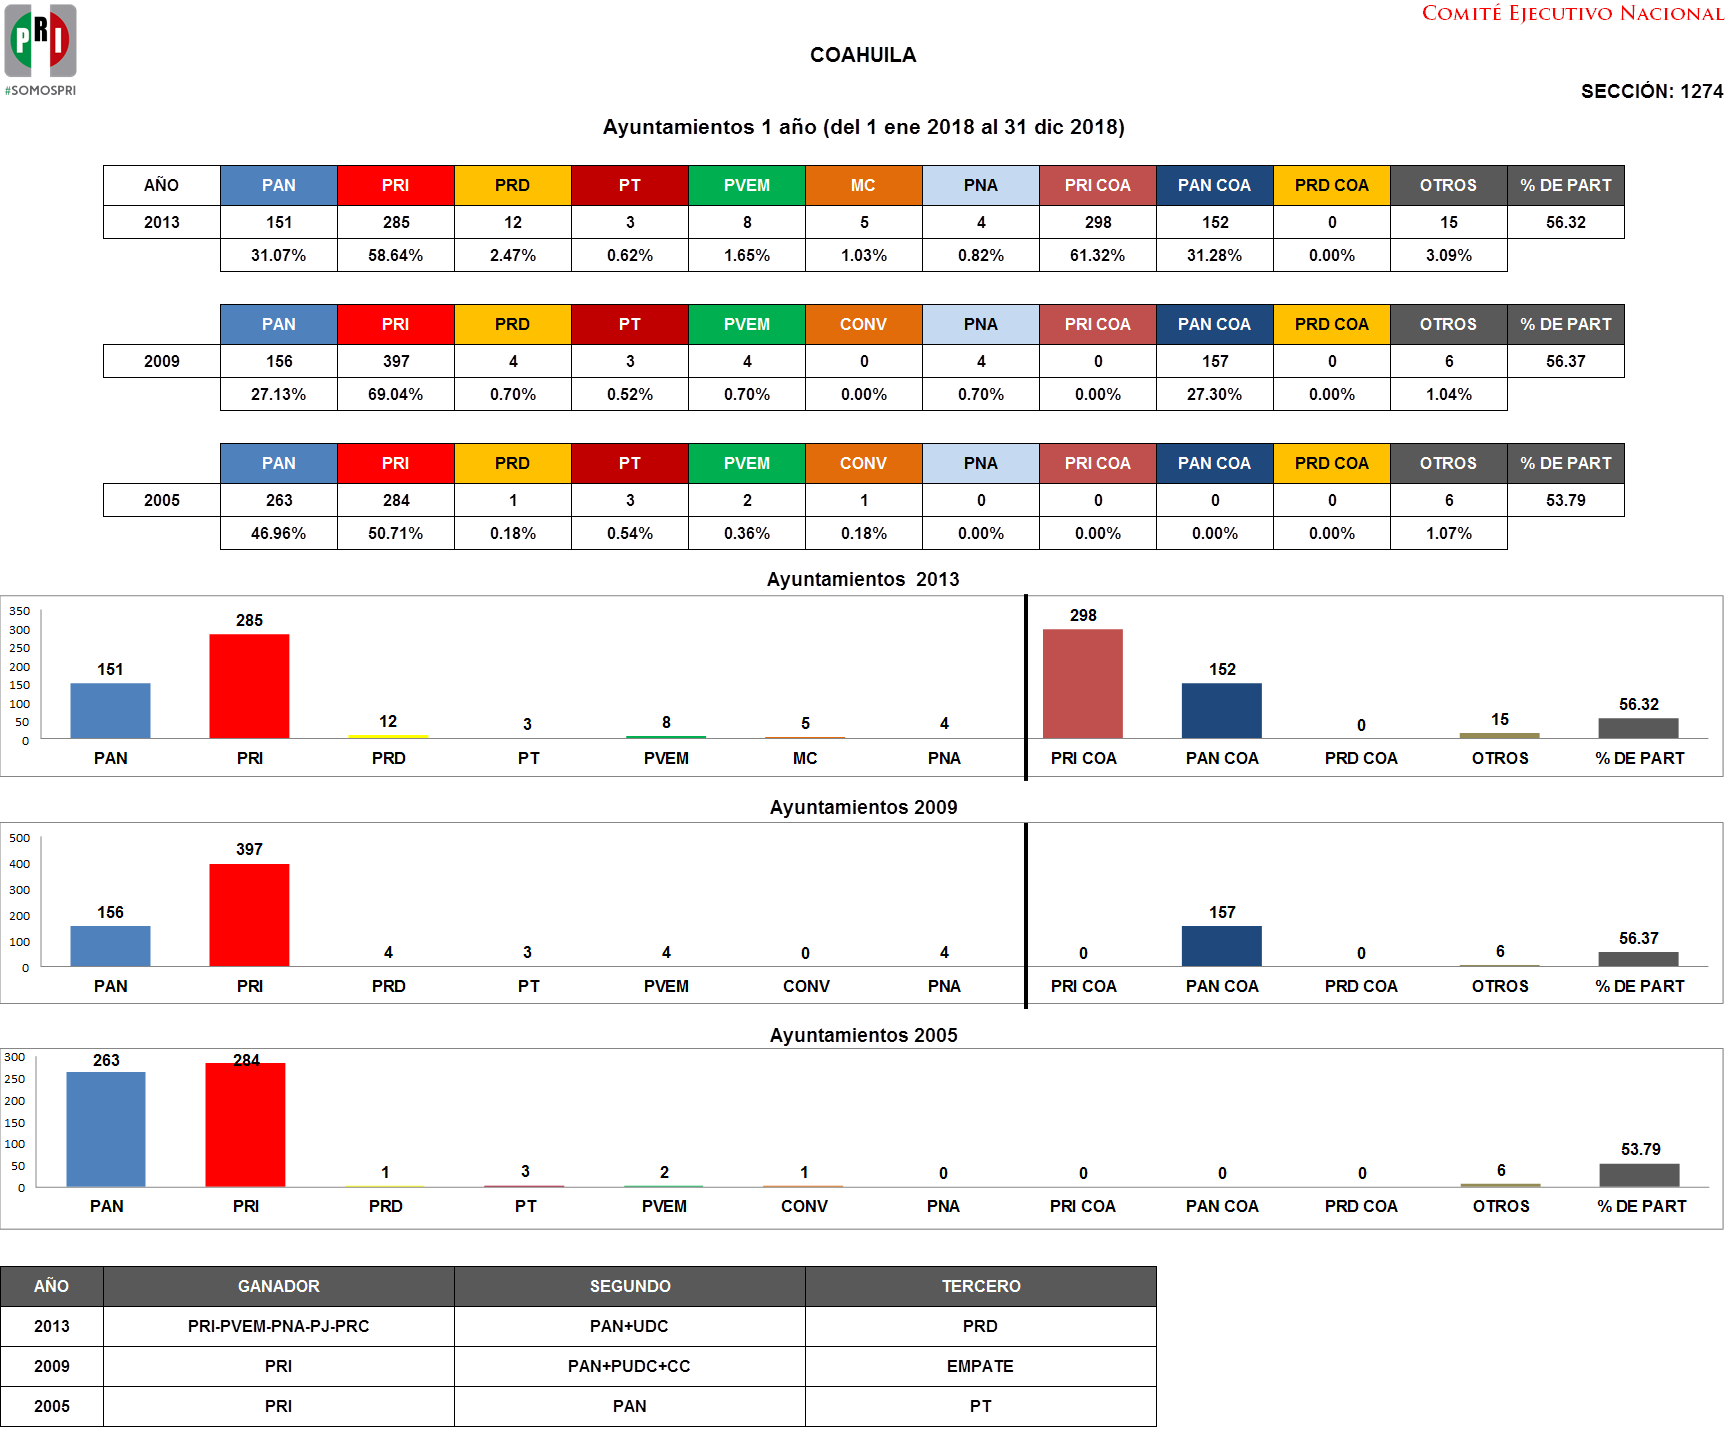 PRI
#SOMOSPRI
COMITÉ EJECUTIVO NACIONAL
COAHUILA
SECCIÓN: 1274
Ayuntamientos 1 año (del 1 ene 2018 al 31 dic 2018)
AÑO PAN PRI PRD PT PVEM MC PNA PRI COA PAN COA PRD COA OTROS % DE PART
2013 151 285 12 3 8 5 4 298 152 0 15 56.32
31.07% 58.64% 2.47% 0.62% 1.65% 1.03% 0.82% 61.32% 31.28% 0.00% 3.09%
PAN PRI PRD PT PVEM CONV PNA PRI COA PAN COA PRD COA OTROS % DE PART
2009 156 397 4 3 4 0 4 0 157 0 6 56.37
27.13% 69.04% 0.70% 0.52% 0.70% 0.00% 0.70% 0.00% 27.30% 0.00% 1.04%
PAN PRI PRD PT PVEM CONV PNA PRI COA PAN COA PRD COA OTROS % DE PART
2005 263 284 1 3 2 1 0 0 0 0 6 53.79
46.96% 50.71% 0.18% 0.54% 0.36% 0.18% 0.00% 0.00% 0.00% 0.00% 1.07%
Ayuntamientos 2013
350
300
250
200
150
100
50
0
151 285 12 3 8 5 4 298 152 0 15 56.32
PAN PRI PRD PT PVEM MC PNA PRI COA PAN COA PRD COA OTROS % DE PART
Ayuntamientos 2009
500
400
300
200
100
0
156 397 4 3 4 0 4 0 157 0 6 56.37
PAN PRI PRD PT PVEM CONV PNA PRI COA PAN COA PRD COA OTROS % DE PART
Ayuntamientos 2005
300
250
200
150
100
50
0
263 284 1 3 2 1 0 0 0 0 6 53.79
PAN PRI PRD PT PVEM CONV PNA PRI COA PAN COA PRD COA OTROS % DE PART
AÑO GANADOR SEGUNDO TERCERO
2013 PRI-PVEM-PNA-PJ-PRC PAN+UDC PRD
2009 PRI PAN+PUDC+CC EMPATE
2005 PRI PAN PT